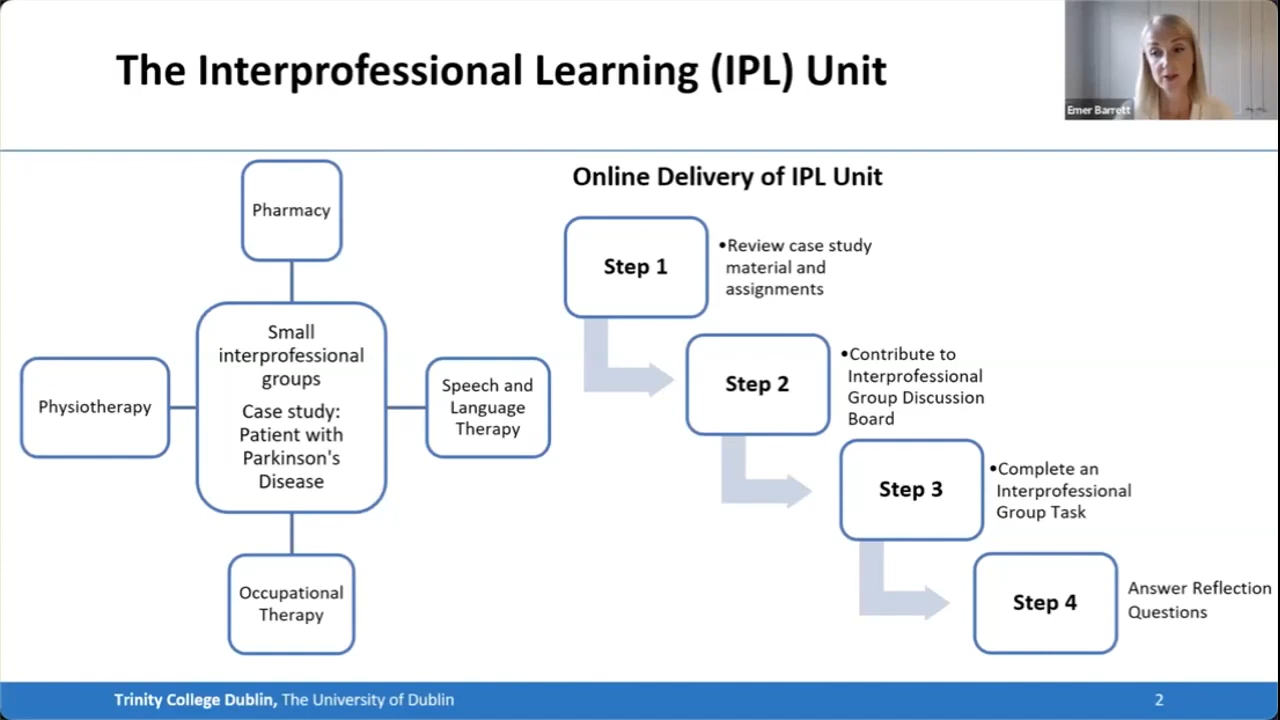 The Interprofessional Learning (IPL) Unit
Emer Barrett
Pharmacy
Small
interprofessional
groups
Case study:
Patient with
Parkinson's
Disease
Physiotherapy
Speech and
Language
Therapy
Occupational
Therapy
Online Delivery of IPL Unit
Step 1
•Review case study
material and
assignments
Step 2
•Contribute to
Interprofessional
Group Discussion
Board
Step 3
•Complete an
Interprofessional
Group Task
Step 4
Answer Reflection
Questions
Trinity College Dublin, The University of Dublin
2